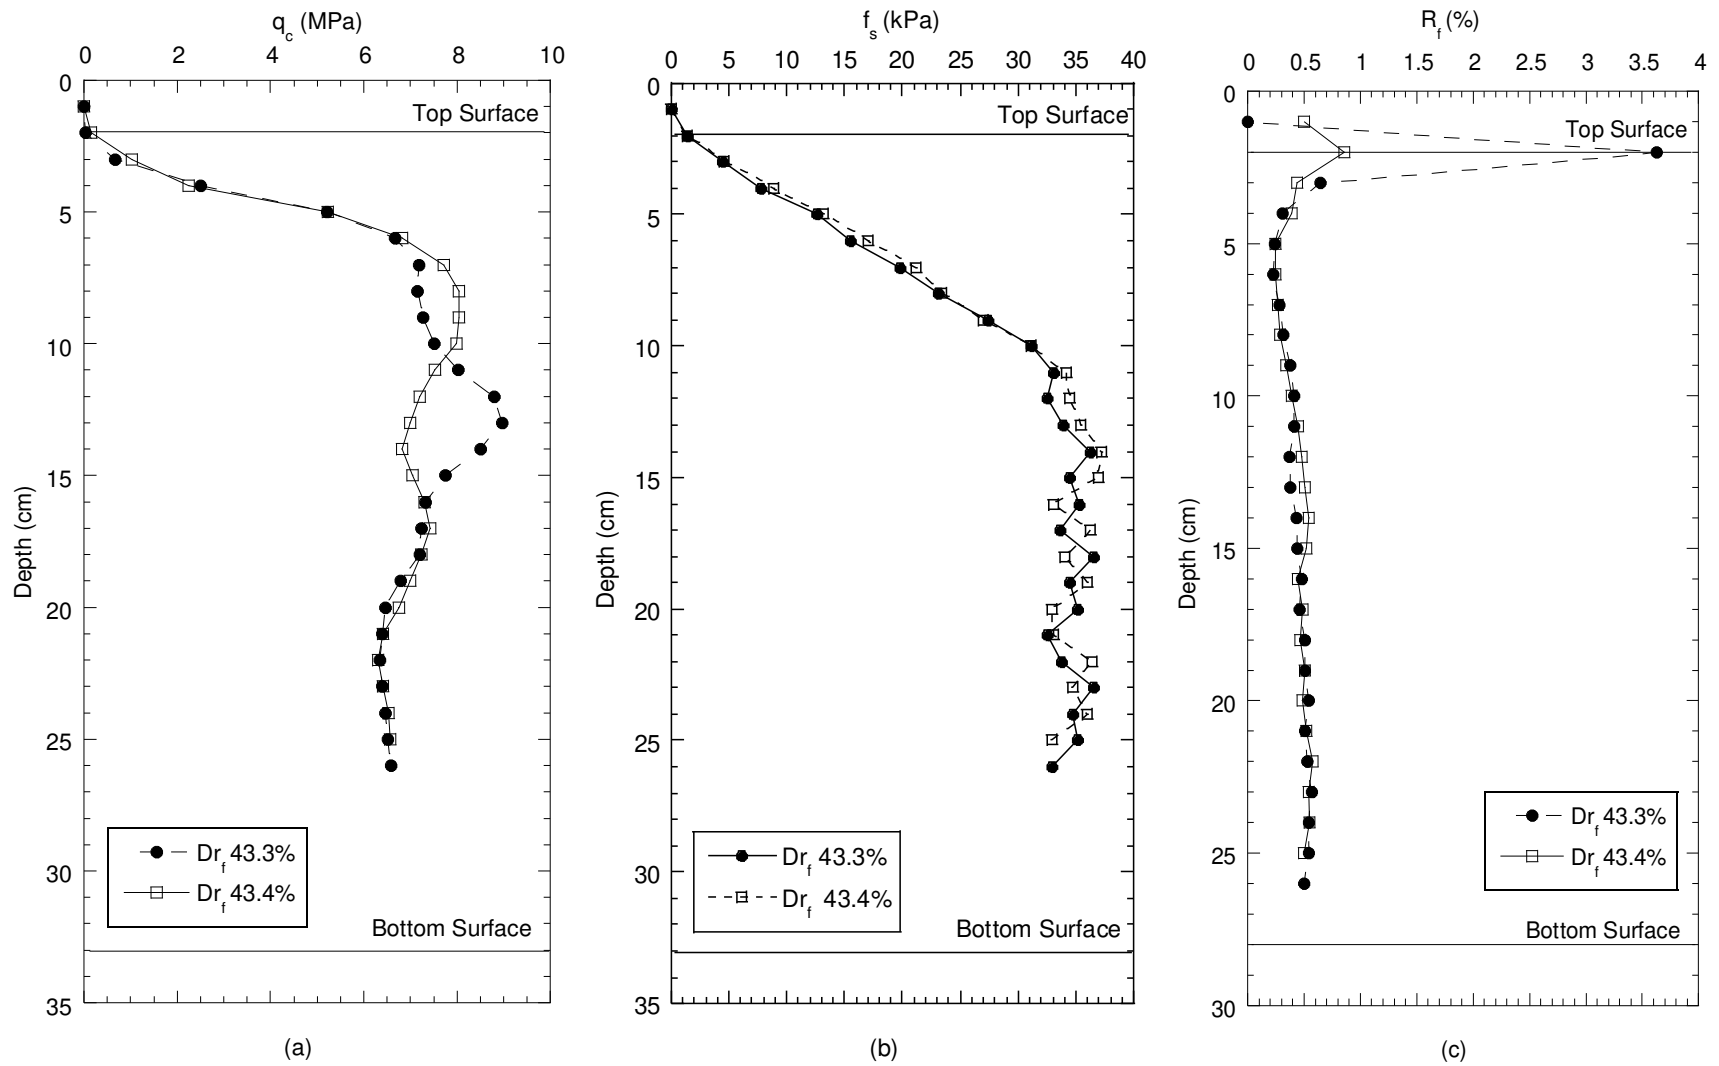 q_c (MPa)
0 2 4 6 8 10
0
5
10
15
20
25
30
35
Depth (cm)
Top Surface
Dr_f 43.3%
Dr_f 43.4%
Bottom Surface
(a)
f_s (kPa)
0 5 10 15 20 25 30 35 40
0
5
10
15
20
25
30
35
Depth (cm)
Top Surface
Dr_f 43.3%
Dr_f 43.4%
Bottom Surface
(b)
R_f (%)
0 0.5 1 1.5 2 2.5 3 3.5 4
0
5
10
15
20
25
30
Depth (cm)
Top Surface
Dr_f 43.3%
Dr_f 43.4%
Bottom Surface
(c)